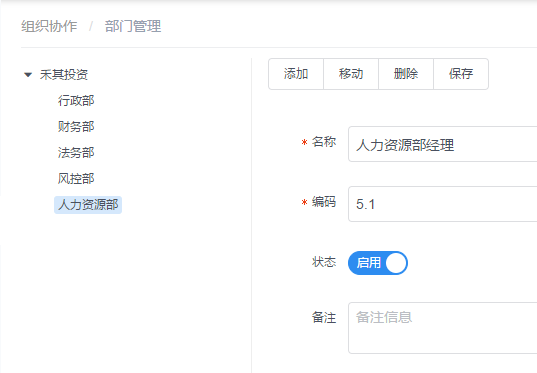 组织协作 / 部门管理
禾其投资
行政部
财务部
法务部
风控部
人力资源部
添加 移动 删除 保存
* 名称 人力资源部经理
* 编码 5.1
状态 启用
备注 备注信息